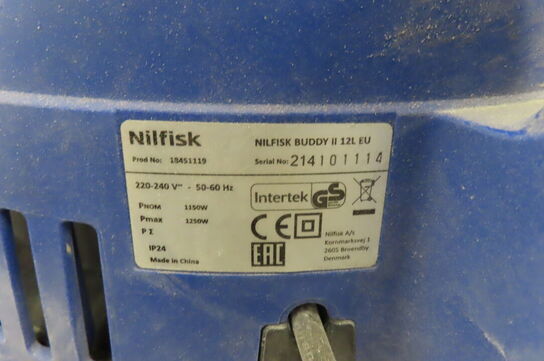 Nilfisk NILFISK BUDDY II 12L EU
Prod No: 18451119 Serial No: 214101114
220-240 V~ - 50-60 Hz
Intertek GS
PNOM 1150W
Pmax 1250W
P Σ
CE
IP24
Made in China
EAC
Nilfisk A/S
Kornmarksvej 1
2605 Broendby
Denmark